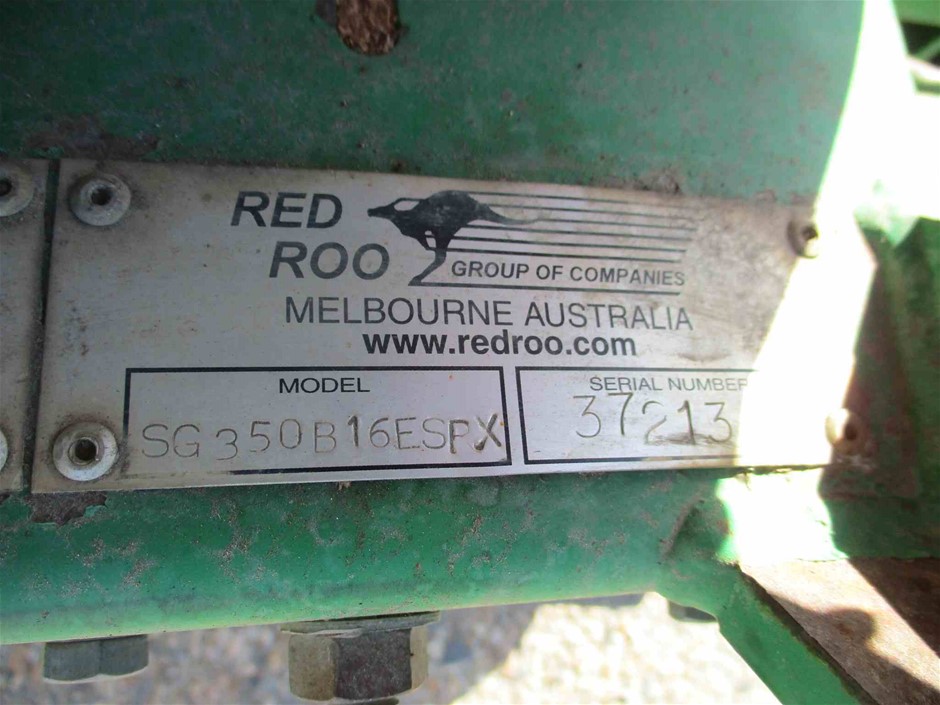 RED
ROO
GROUP OF COMPANIES
MELBOURNE AUSTRALIA
www.redroo.com
MODEL
SG350B16ESPX
SERIAL NUMBER
37213